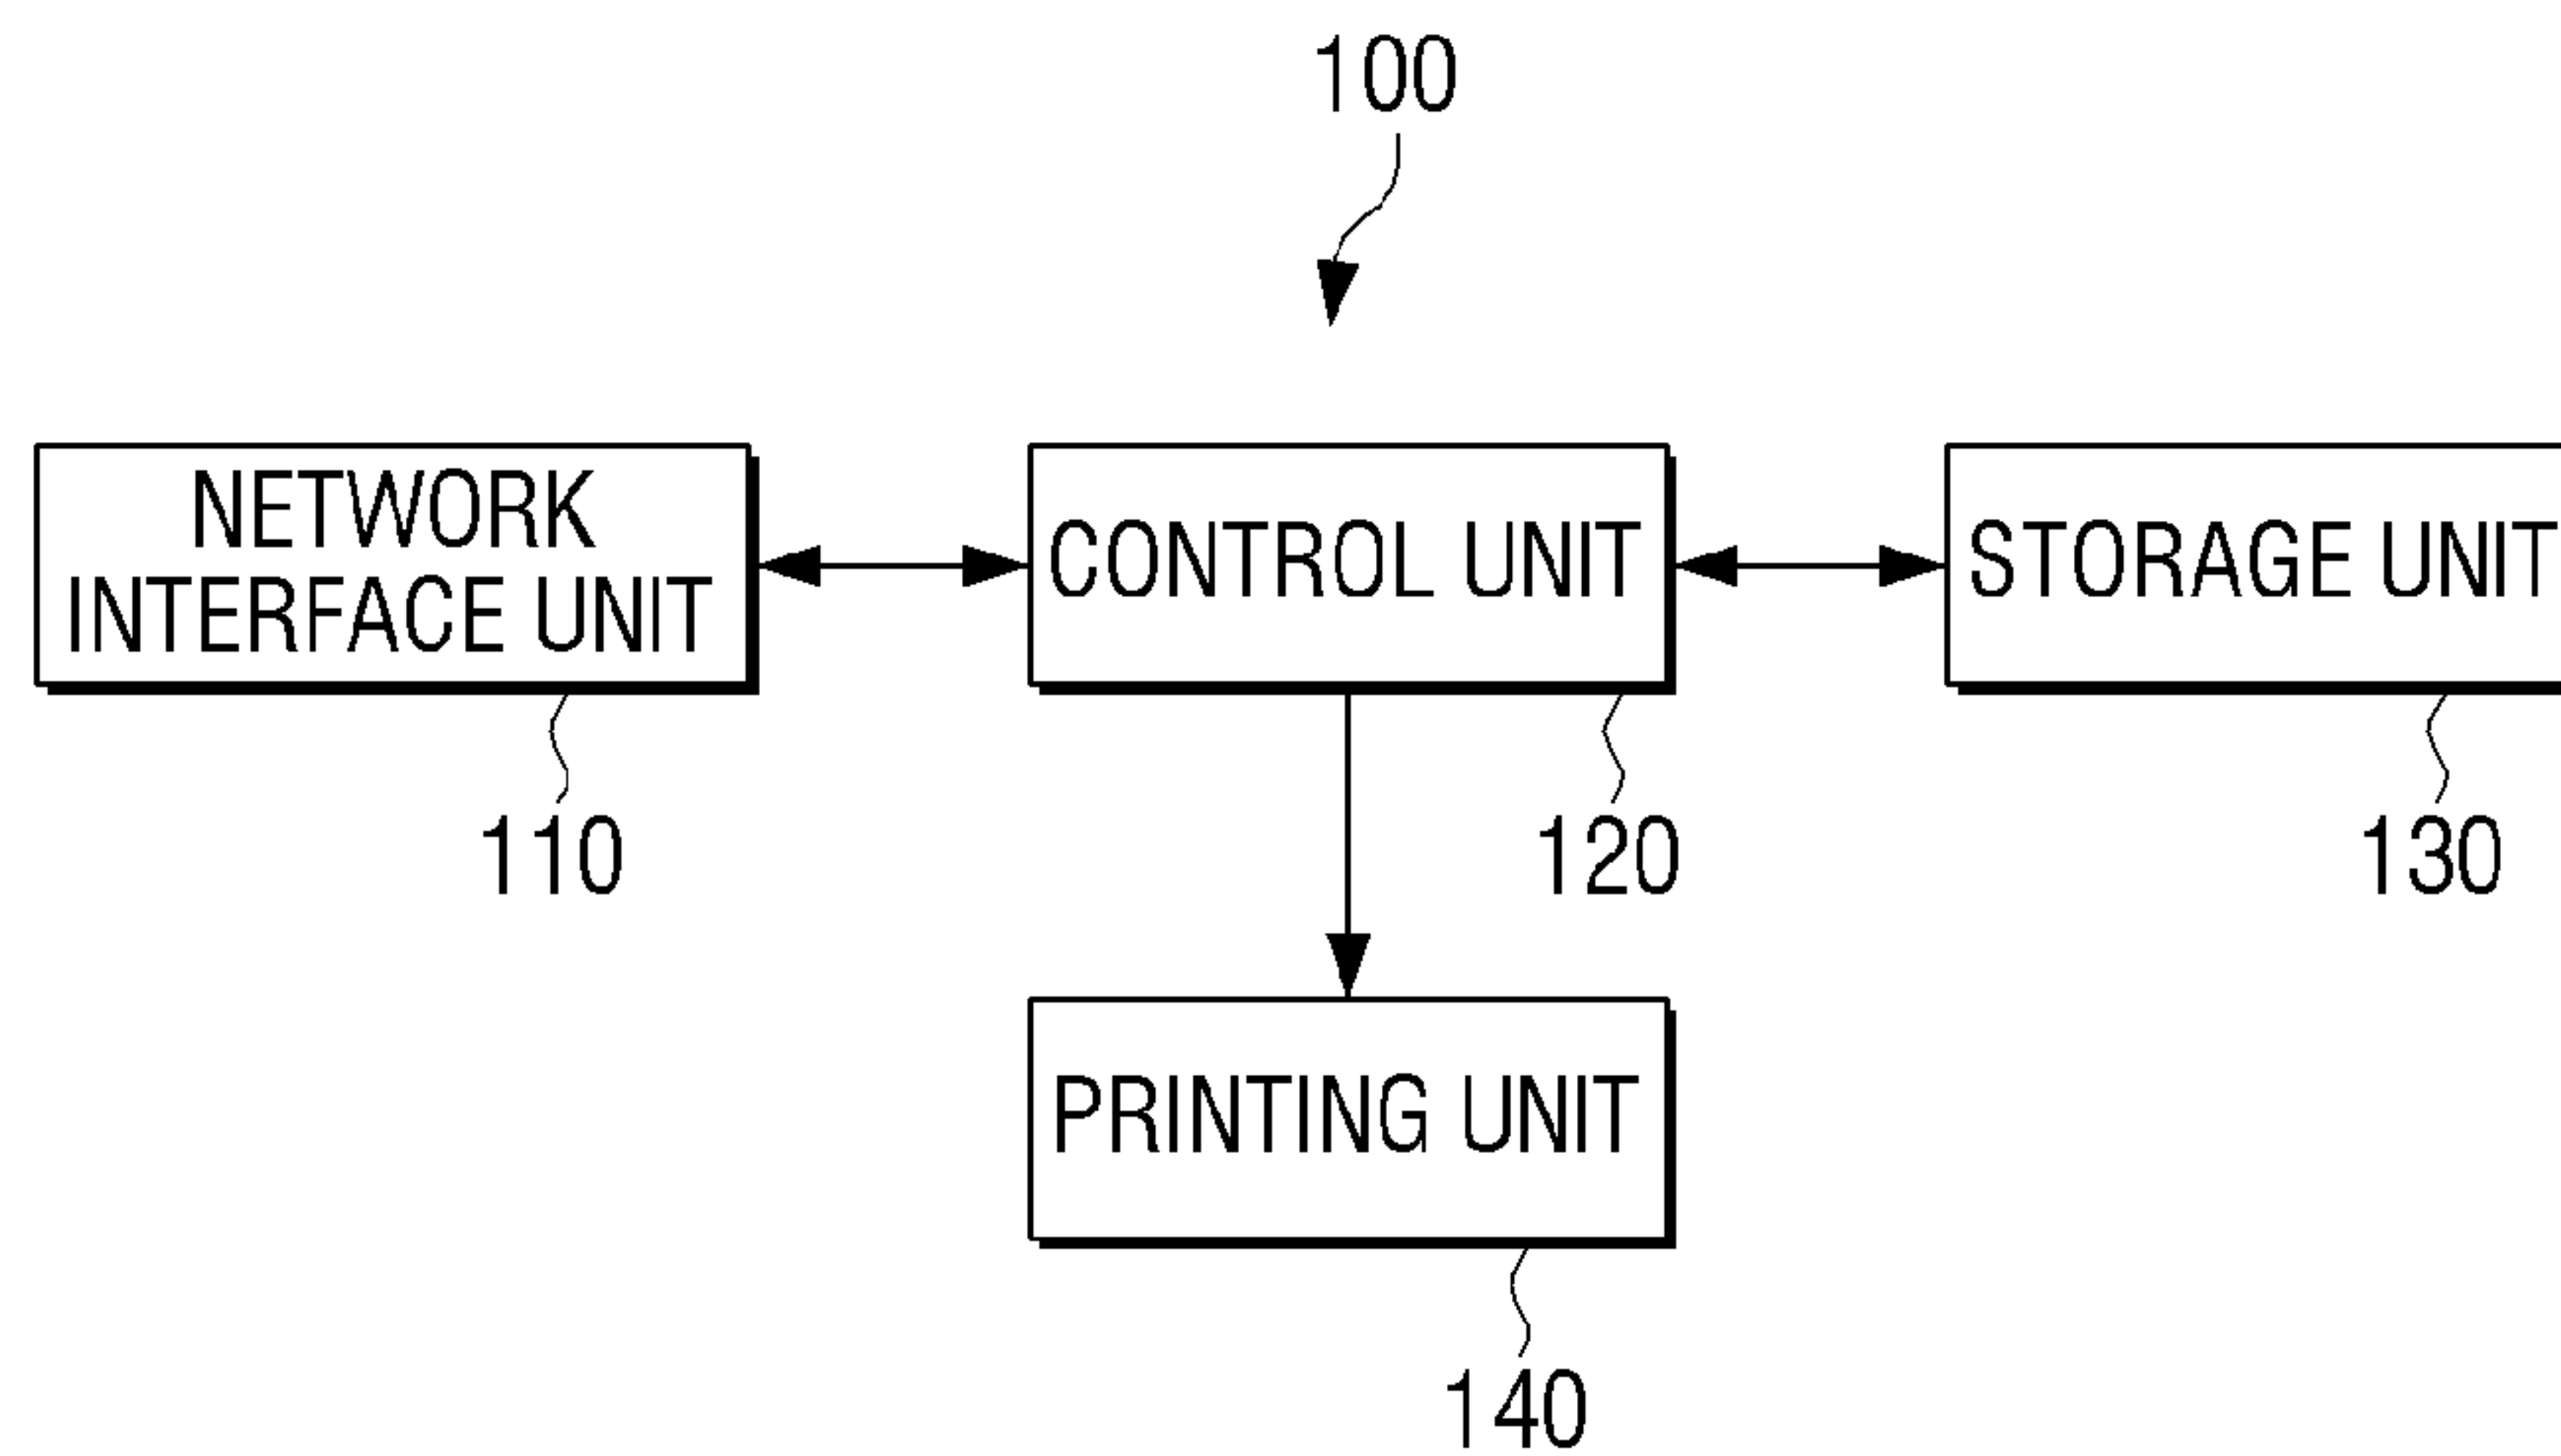 100
NETWORK
INTERFACE UNIT
CONTROL UNIT
STORAGE UNIT
110
120
130
PRINTING UNIT
140